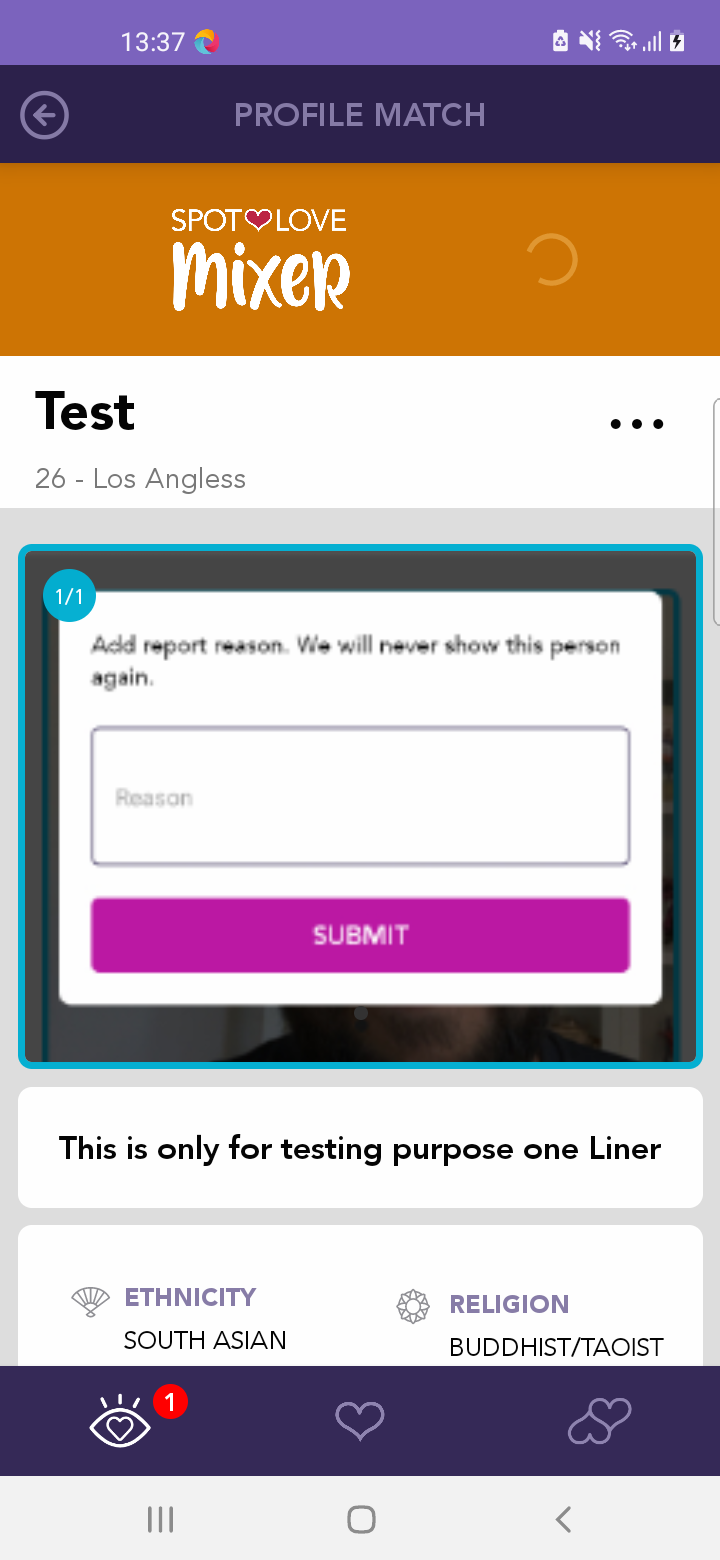 13:37
PROFILE MATCH
SPOT LOVE
Mixer
Test
26 - Los Angless
1/1
Add report reason. We will never show this person
again.
Reason
SUBMIT
This is only for testing purpose one Liner
ETHNICITY
SOUTH ASIAN
RELIGION
BUDDHIST/TAOIST
1